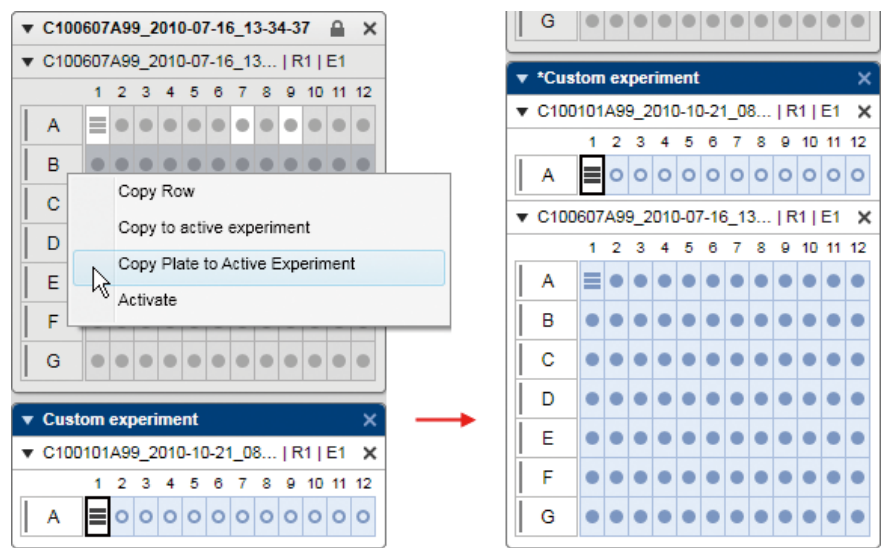 C100607A99_2010-07-16_13-34-37
C100607A99_2010-07-16_13... | R1 | E1
1 2 3 4 5 6 7 8 9 10 11 12
A
B
C
D
E
F
G
Copy Row
Copy to active experiment
Copy Plate to Active Experiment
Activate
Custom experiment
C100101A99_2010-10-21_08... | R1 | E1
1 2 3 4 5 6 7 8 9 10 11 12
A
G
*Custom experiment
C100101A99_2010-10-21_08... | R1 | E1
1 2 3 4 5 6 7 8 9 10 11 12
A
C100607A99_2010-07-16_13... | R1 | E1
1 2 3 4 5 6 7 8 9 10 11 12
A
B
C
D
E
F
G